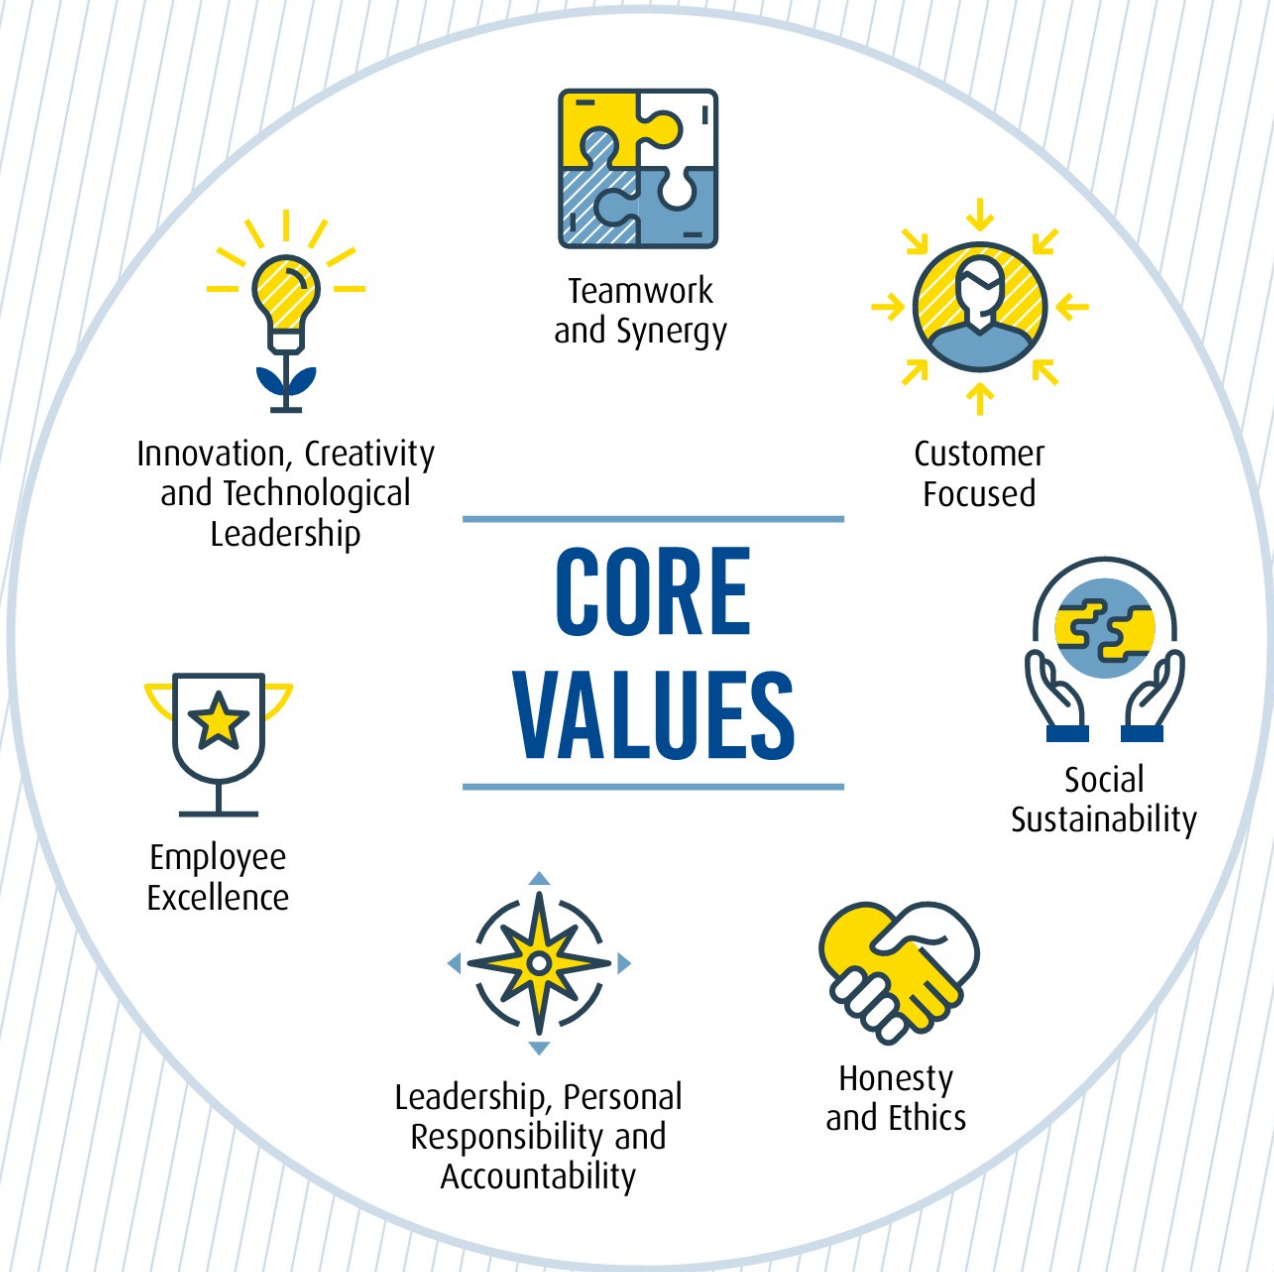 Teamwork
and Synergy
Innovation, Creativity
and Technological
Leadership
Customer
Focused
CORE
VALUES
Social
Sustainability
Employee
Excellence
Leadership, Personal
Responsibility and
Accountability
Honesty
and Ethics